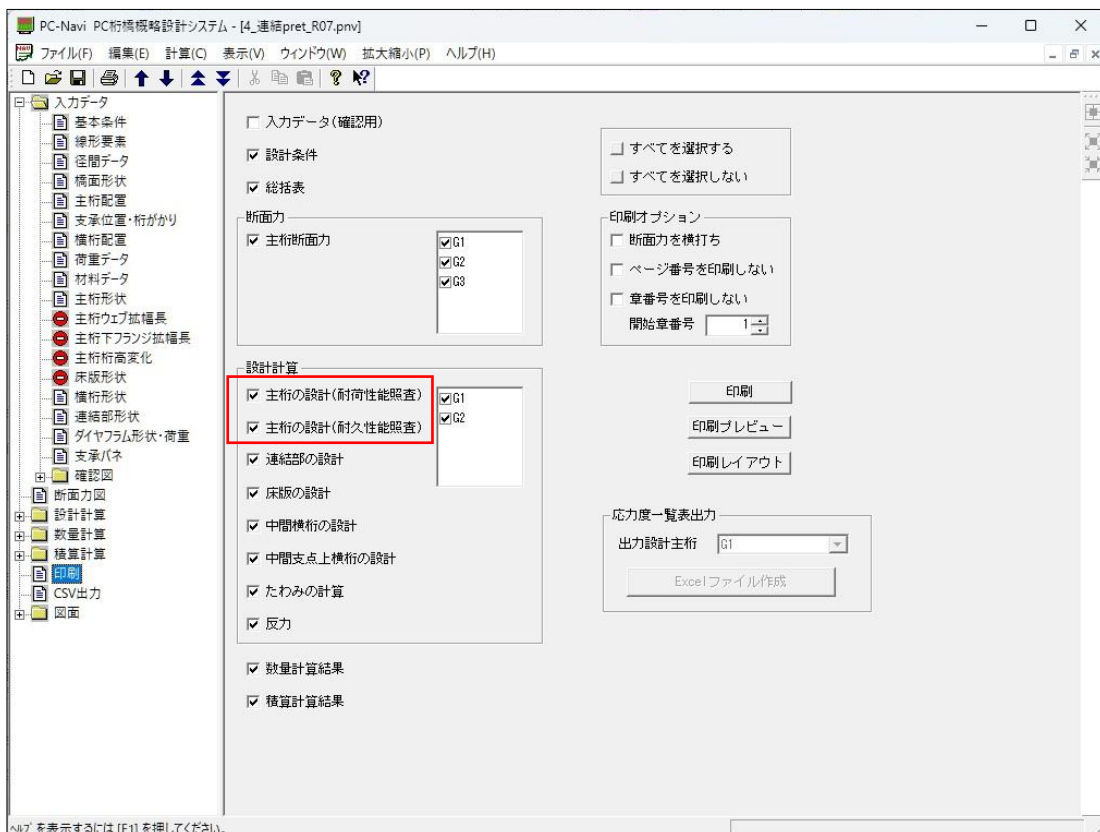 PC-Navi PC桁橋概略設計システム - [4_連結pret_R07.pnv]
ファイル(F) 編集(E) 計算(C) 表示(V) ウィンドウ(W) 拡大縮小(P) ヘルプ(H)
入力データ
基本条件
線形要素
径間データ
橋面形状
主桁配置
支承位置・桁がかり
横桁配置
荷重データ
材料データ
主桁形状
主桁ウェブ拡幅長
主桁下フランジ拡幅長
主桁桁高変化
床版形状
横桁形状
連結部形状
ダイヤフラム形状・荷重
支承バネ
確認図
断面力図
設計計算
数量計算
積算計算
印刷
CSV出力
図面
入力データ(確認用)
設計条件
総括表
断面力
主桁断面力
G1
G2
G3
設計計算
主桁の設計(耐荷性能照査)
主桁の設計(耐久性能照査)
G1
G2
連結部の設計
床版の設計
中間横桁の設計
中間支点上横桁の設計
たわみの計算
反力
数量計算結果
積算計算結果
すべてを選択する
すべてを選択しない
印刷オプション
断面力を横打ち
ページ番号を印刷しない
章番号を印刷しない
開始章番号 1
印刷
印刷プレビュー
印刷レイアウト
応力度一覧表出力
出力設計主桁 G1
Excelファイル作成
ヘルプを表示するには [F1] を押してください。